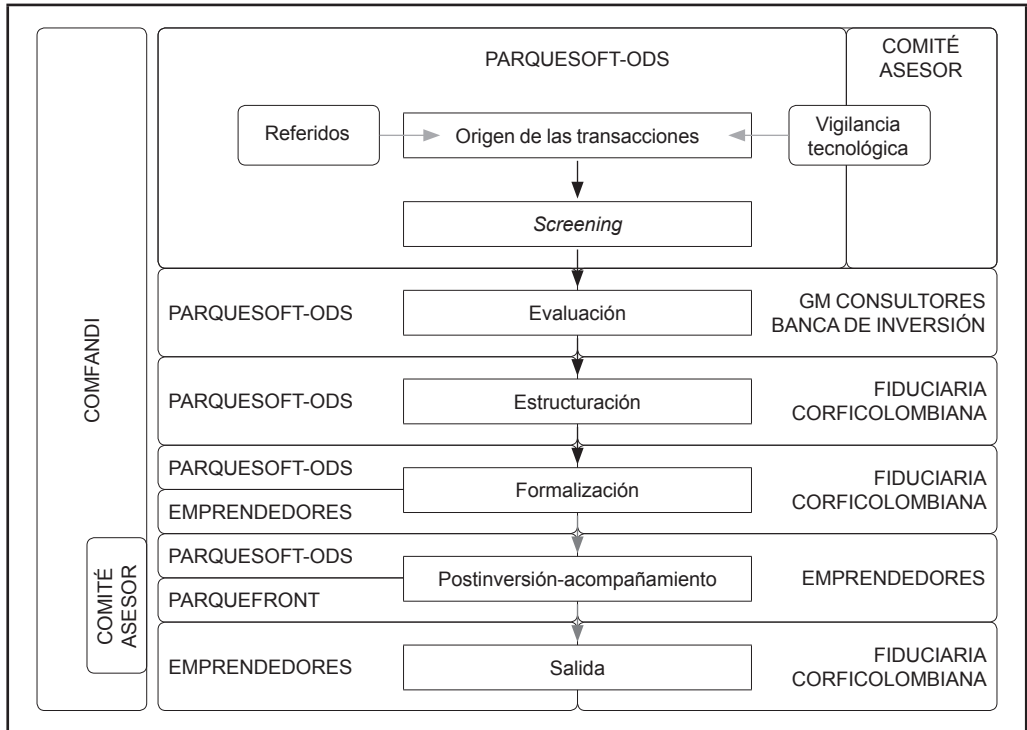 PARQUESOFT-ODS
COMITÉ
ASESOR
Referidos
Origen de las transacciones
Vigilancia
tecnológica
Screening
COMFANDI
PARQUESOFT-ODS
Evaluación
GM CONSULTORES
BANCA DE INVERSIÓN
PARQUESOFT-ODS
Estructuración
FIDUCIARIA
CORFICOLOMBIANA
PARQUESOFT-ODS
EMPRENDEDORES
Formalización
FIDUCIARIA
CORFICOLOMBIANA
COMITÉ
ASESOR
PARQUESOFT-ODS
PARQUEFRONT
Postinversión-acompañamiento
EMPRENDEDORES
EMPRENDEDORES
Salida
FIDUCIARIA
CORFICOLOMBIANA